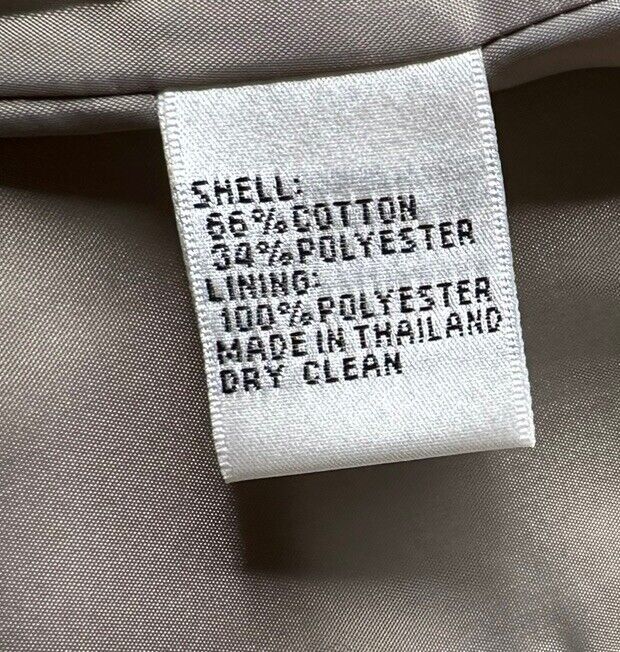 SHELL:
66% COTTON
34% POLYESTER
LINING:
100% POLYESTER
MADE IN THAILAND
DRY CLEAN